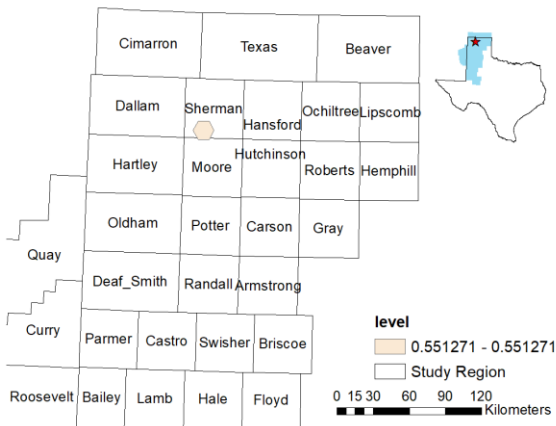 Cimarron Texas Beaver
Dallam Sherman Hansford Ochiltree Lipscomb
Hartley Moore Hutchinson Roberts Hemphill
Oldham Potter Carson Gray
Quay
Deaf_Smith Randall Armstrong
Curry Parmer Castro Swisher Briscoe
Roosevelt Bailey Lamb Hale Floyd
level
0.551271 - 0.551271
Study Region
0 15 30 60 90 120
Kilometers